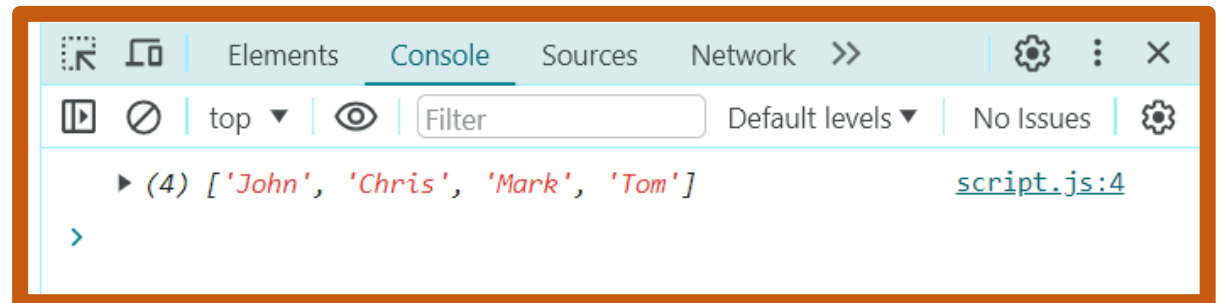 Elements Console Sources Network
top Filter Default levels No Issues
(4) ['John', 'Chris', 'Mark', 'Tom'] script.js:4